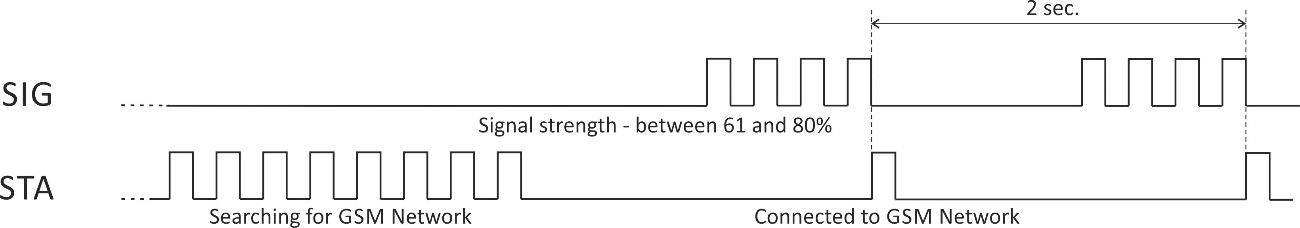 2 sec.
SIG
Signal strength - between 61 and 80%
STA
Searching for GSM Network
Connected to GSM Network